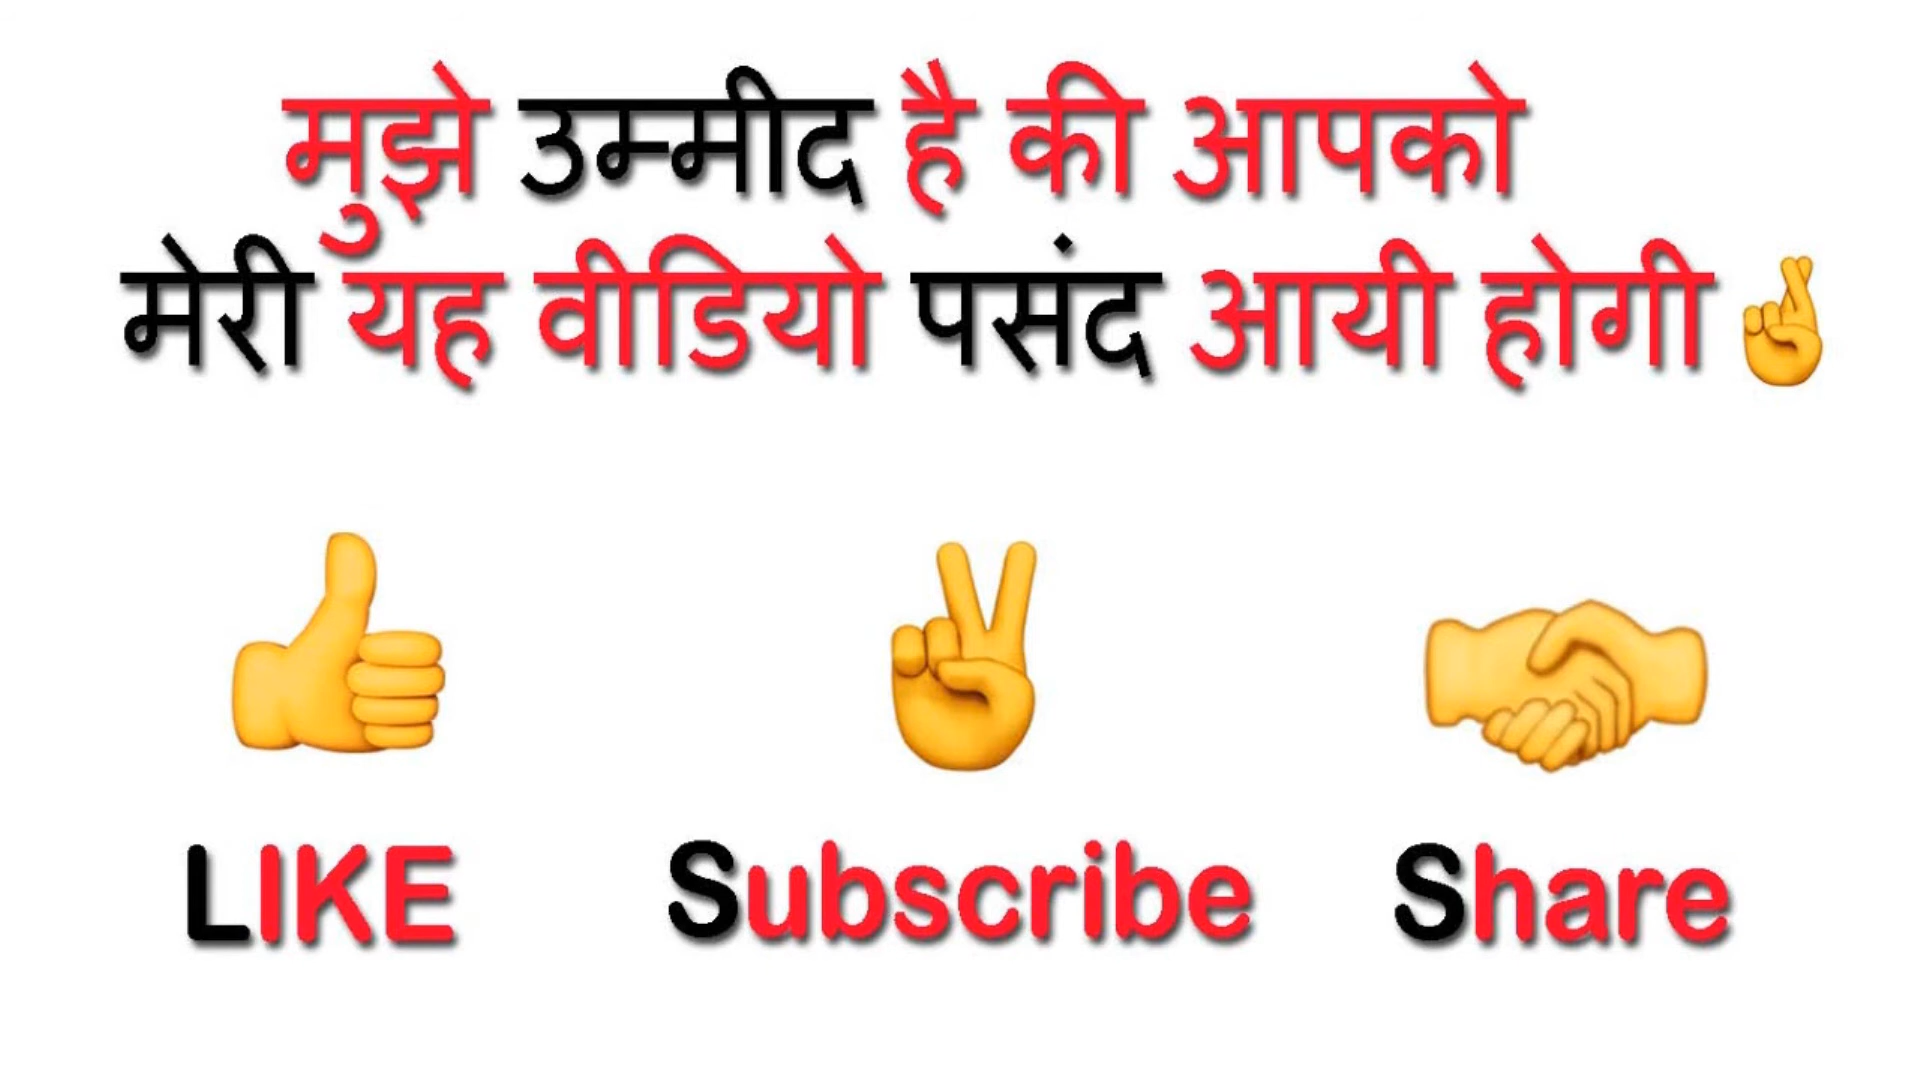 मुझे उम्मीद है की आपको
मेरी यह वीडियो पसंद आयी होगी🤞
LIKE
Subscribe
Share